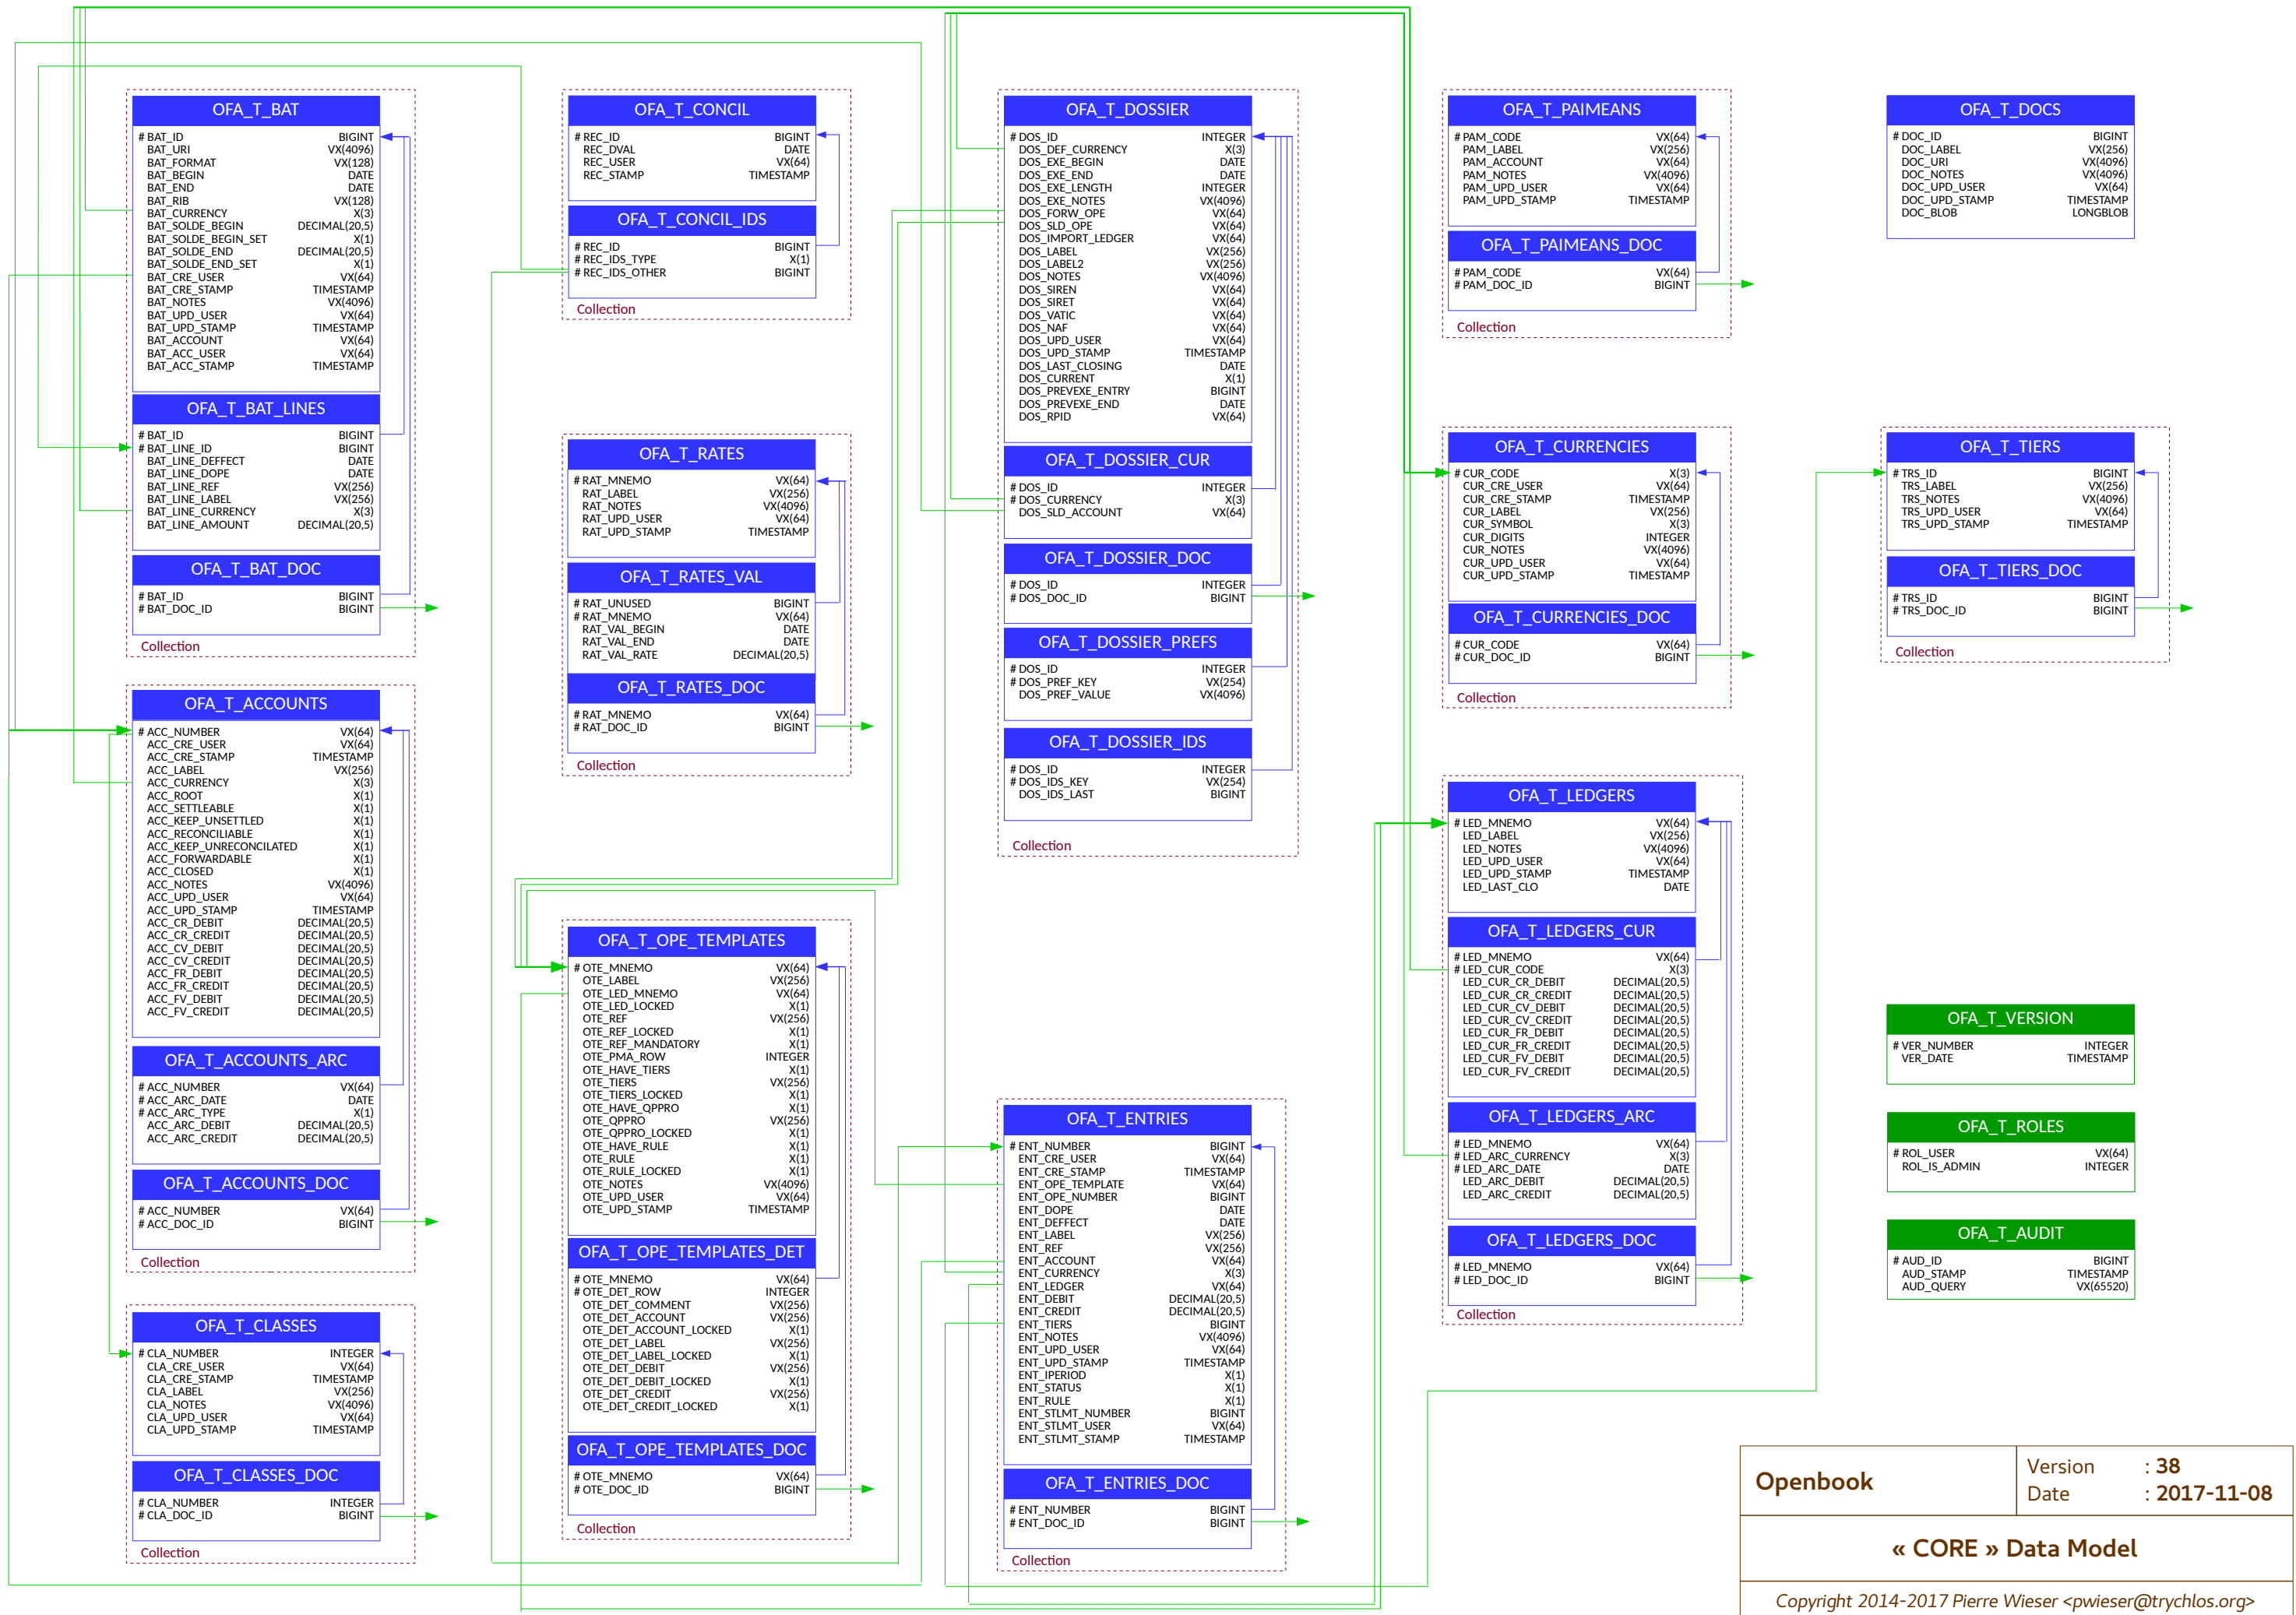 OFA_T_BAT
# BAT_ID BIGINT
BAT_URI VX(4096)
BAT_FORMAT VX(128)
BAT_BEGIN DATE
BAT_END DATE
BAT_RIB VX(128)
BAT_CURRENCY X(3)
BAT_SOLDE_BEGIN DECIMAL(20,5)
BAT_SOLDE_BEGIN_SET X(1)
BAT_SOLDE_END DECIMAL(20,5)
BAT_SOLDE_END_SET X(1)
BAT_CRE_USER VX(64)
BAT_CRE_STAMP TIMESTAMP
BAT_NOTES VX(4096)
BAT_UPD_USER VX(64)
BAT_UPD_STAMP TIMESTAMP
BAT_ACCOUNT VX(64)
BAT_ACC_USER VX(64)
BAT_ACC_STAMP TIMESTAMP
OFA_T_BAT_LINES
# BAT_ID BIGINT
# BAT_LINE_ID BIGINT
BAT_LINE_DEFFECT DATE
BAT_LINE_DOPE DATE
BAT_LINE_REF VX(256)
BAT_LINE_LABEL VX(256)
BAT_LINE_CURRENCY X(3)
BAT_LINE_AMOUNT DECIMAL(20,5)
OFA_T_BAT_DOC
# BAT_ID BIGINT
# BAT_DOC_ID BIGINT
Collection
OFA_T_ACCOUNTS
# ACC_NUMBER VX(64)
ACC_CRE_USER VX(64)
ACC_CRE_STAMP TIMESTAMP
ACC_LABEL VX(256)
ACC_CURRENCY X(3)
ACC_ROOT X(1)
ACC_SETTLEABLE X(1)
ACC_KEEP_UNSETTLED X(1)
ACC_RECONCILIABLE X(1)
ACC_KEEP_UNRECONCILATED X(1)
ACC_FORWARDABLE X(1)
ACC_CLOSED X(1)
ACC_NOTES VX(4096)
ACC_UPD_USER VX(64)
ACC_UPD_STAMP TIMESTAMP
ACC_CR_DEBIT DECIMAL(20,5)
ACC_CR_CREDIT DECIMAL(20,5)
ACC_CV_DEBIT DECIMAL(20,5)
ACC_CV_CREDIT DECIMAL(20,5)
ACC_FR_DEBIT DECIMAL(20,5)
ACC_FR_CREDIT DECIMAL(20,5)
ACC_FV_DEBIT DECIMAL(20,5)
ACC_FV_CREDIT DECIMAL(20,5)
OFA_T_ACCOUNTS_ARC
# ACC_NUMBER VX(64)
# ACC_ARC_DATE DATE
# ACC_ARC_TYPE X(1)
ACC_ARC_DEBIT DECIMAL(20,5)
ACC_ARC_CREDIT DECIMAL(20,5)
OFA_T_ACCOUNTS_DOC
# ACC_NUMBER VX(64)
# ACC_DOC_ID BIGINT
Collection
OFA_T_CLASSES
# CLA_NUMBER INTEGER
CLA_CRE_USER VX(64)
CLA_CRE_STAMP TIMESTAMP
CLA_LABEL VX(256)
CLA_NOTES VX(4096)
CLA_UPD_USER VX(64)
CLA_UPD_STAMP TIMESTAMP
OFA_T_CLASSES_DOC
# CLA_NUMBER INTEGER
# CLA_DOC_ID BIGINT
Collection
OFA_T_CONCIL
# REC_ID BIGINT
REC_DVAL DATE
REC_USER VX(64)
REC_STAMP TIMESTAMP
OFA_T_CONCIL_IDS
# REC_ID BIGINT
# REC_IDS_TYPE X(1)
# REC_IDS_OTHER BIGINT
Collection
OFA_T_RATES
# RAT_MNEMO VX(64)
RAT_LABEL VX(256)
RAT_NOTES VX(4096)
RAT_UPD_USER VX(64)
RAT_UPD_STAMP TIMESTAMP
OFA_T_RATES_VAL
# RAT_UNUSED BIGINT
# RAT_MNEMO VX(64)
RAT_VAL_BEGIN DATE
RAT_VAL_END DATE
RAT_VAL_RATE DECIMAL(20,5)
OFA_T_RATES_DOC
# RAT_MNEMO VX(64)
# RAT_DOC_ID BIGINT
Collection
OFA_T_OPE_TEMPLATES
# OTE_MNEMO VX(64)
OTE_LABEL VX(256)
OTE_LED_MNEMO VX(64)
OTE_LED_LOCKED X(1)
OTE_REF VX(256)
OTE_REF_LOCKED X(1)
OTE_REF_MANDATORY X(1)
OTE_PMA_ROW INTEGER
OTE_HAVE_TIERS X(1)
OTE_TIERS VX(256)
OTE_TIERS_LOCKED X(1)
OTE_HAVE_QPPRO X(1)
OTE_QPPRO VX(256)
OTE_QPPRO_LOCKED X(1)
OTE_HAVE_RULE X(1)
OTE_RULE X(1)
OTE_RULE_LOCKED X(1)
OTE_NOTES VX(4096)
OTE_UPD_USER VX(64)
OTE_UPD_STAMP TIMESTAMP
OFA_T_OPE_TEMPLATES_DET
# OTE_MNEMO VX(64)
# OTE_DET_ROW INTEGER
OTE_DET_COMMENT VX(256)
OTE_DET_ACCOUNT VX(256)
OTE_DET_ACCOUNT_LOCKED X(1)
OTE_DET_LABEL VX(256)
OTE_DET_LABEL_LOCKED X(1)
OTE_DET_DEBIT VX(256)
OTE_DET_DEBIT_LOCKED X(1)
OTE_DET_CREDIT VX(256)
OTE_DET_CREDIT_LOCKED X(1)
OFA_T_OPE_TEMPLATES_DOC
# OTE_MNEMO VX(64)
# OTE_DOC_ID BIGINT
Collection
OFA_T_DOSSIER
# DOS_ID INTEGER
DOS_DEF_CURRENCY X(3)
DOS_EXE_BEGIN DATE
DOS_EXE_END DATE
DOS_EXE_LENGTH INTEGER
DOS_EXE_NOTES VX(4096)
DOS_FORW_OPE VX(64)
DOS_SLD_OPE VX(64)
DOS_IMPORT_LEDGER VX(64)
DOS_LABEL VX(256)
DOS_LABEL2 VX(256)
DOS_NOTES VX(4096)
DOS_SIREN VX(64)
DOS_SIRET VX(64)
DOS_VATIC VX(64)
DOS_NAF VX(64)
DOS_UPD_USER VX(64)
DOS_UPD_STAMP TIMESTAMP
DOS_LAST_CLOSING DATE
DOS_CURRENT X(1)
DOS_PREVEXE_ENTRY BIGINT
DOS_PREVEXE_END DATE
DOS_RPID VX(64)
OFA_T_DOSSIER_CUR
# DOS_ID INTEGER
# DOS_CURRENCY X(3)
DOS_SLD_ACCOUNT VX(64)
OFA_T_DOSSIER_DOC
# DOS_ID INTEGER
# DOS_DOC_ID BIGINT
OFA_T_DOSSIER_PREFS
# DOS_ID INTEGER
# DOS_PREF_KEY VX(254)
DOS_PREF_VALUE VX(4096)
OFA_T_DOSSIER_IDS
# DOS_ID INTEGER
# DOS_IDS_KEY VX(254)
DOS_IDS_LAST BIGINT
Collection
OFA_T_ENTRIES
# ENT_NUMBER BIGINT
ENT_CRE_USER VX(64)
ENT_CRE_STAMP TIMESTAMP
ENT_OPE_TEMPLATE VX(64)
ENT_OPE_NUMBER BIGINT
ENT_DOPE DATE
ENT_DEFFECT DATE
ENT_LABEL VX(256)
ENT_REF VX(256)
ENT_ACCOUNT VX(64)
ENT_CURRENCY X(3)
ENT_LEDGER VX(64)
ENT_DEBIT DECIMAL(20,5)
ENT_CREDIT DECIMAL(20,5)
ENT_TIERS BIGINT
ENT_NOTES VX(4096)
ENT_UPD_USER VX(64)
ENT_UPD_STAMP TIMESTAMP
ENT_IPERIOD X(1)
ENT_STATUS X(1)
ENT_RULE X(1)
ENT_STLMT_NUMBER BIGINT
ENT_STLMT_USER VX(64)
ENT_STLMT_STAMP TIMESTAMP
OFA_T_ENTRIES_DOC
# ENT_NUMBER BIGINT
# ENT_DOC_ID BIGINT
Collection
OFA_T_PAIMEANS
# PAM_CODE VX(64)
PAM_LABEL VX(256)
PAM_ACCOUNT VX(64)
PAM_NOTES VX(4096)
PAM_UPD_USER VX(64)
PAM_UPD_STAMP TIMESTAMP
OFA_T_PAIMEANS_DOC
# PAM_CODE VX(64)
# PAM_DOC_ID BIGINT
Collection
OFA_T_CURRENCIES
# CUR_CODE X(3)
CUR_CRE_USER VX(64)
CUR_CRE_STAMP TIMESTAMP
CUR_LABEL VX(256)
CUR_SYMBOL X(3)
CUR_DIGITS INTEGER
CUR_NOTES VX(4096)
CUR_UPD_USER VX(64)
CUR_UPD_STAMP TIMESTAMP
OFA_T_CURRENCIES_DOC
# CUR_CODE VX(64)
# CUR_DOC_ID BIGINT
Collection
OFA_T_LEDGERS
# LED_MNEMO VX(64)
LED_LABEL VX(256)
LED_NOTES VX(4096)
LED_UPD_USER VX(64)
LED_UPD_STAMP TIMESTAMP
LED_LAST_CLO DATE
OFA_T_LEDGERS_CUR
# LED_MNEMO VX(64)
# LED_CUR_CODE X(3)
LED_CUR_CR_DEBIT DECIMAL(20,5)
LED_CUR_CR_CREDIT DECIMAL(20,5)
LED_CUR_CV_DEBIT DECIMAL(20,5)
LED_CUR_CV_CREDIT DECIMAL(20,5)
LED_CUR_FR_DEBIT DECIMAL(20,5)
LED_CUR_FR_CREDIT DECIMAL(20,5)
LED_CUR_FV_DEBIT DECIMAL(20,5)
LED_CUR_FV_CREDIT DECIMAL(20,5)
OFA_T_LEDGERS_ARC
# LED_MNEMO VX(64)
# LED_ARC_CURRENCY X(3)
# LED_ARC_DATE DATE
LED_ARC_DEBIT DECIMAL(20,5)
LED_ARC_CREDIT DECIMAL(20,5)
OFA_T_LEDGERS_DOC
# LED_MNEMO VX(64)
# LED_DOC_ID BIGINT
Collection
OFA_T_DOCS
# DOC_ID BIGINT
DOC_LABEL VX(256)
DOC_URI VX(4096)
DOC_NOTES VX(4096)
DOC_UPD_USER VX(64)
DOC_UPD_STAMP TIMESTAMP
DOC_BLOB LONGBLOB
OFA_T_TIERS
# TRS_ID BIGINT
TRS_LABEL VX(256)
TRS_NOTES VX(4096)
TRS_UPD_USER VX(64)
TRS_UPD_STAMP TIMESTAMP
OFA_T_TIERS_DOC
# TRS_ID BIGINT
# TRS_DOC_ID BIGINT
Collection
OFA_T_VERSION
# VER_NUMBER INTEGER
VER_DATE TIMESTAMP
OFA_T_ROLES
# ROL_USER VX(64)
ROL_IS_ADMIN INTEGER
OFA_T_AUDIT
# AUD_ID BIGINT
AUD_STAMP TIMESTAMP
AUD_QUERY VX(65520)
Openbook
Version : 38
Date : 2017-11-08
« CORE » Data Model
Copyright 2014-2017 Pierre Wieser <pwieser@trychlos.org>